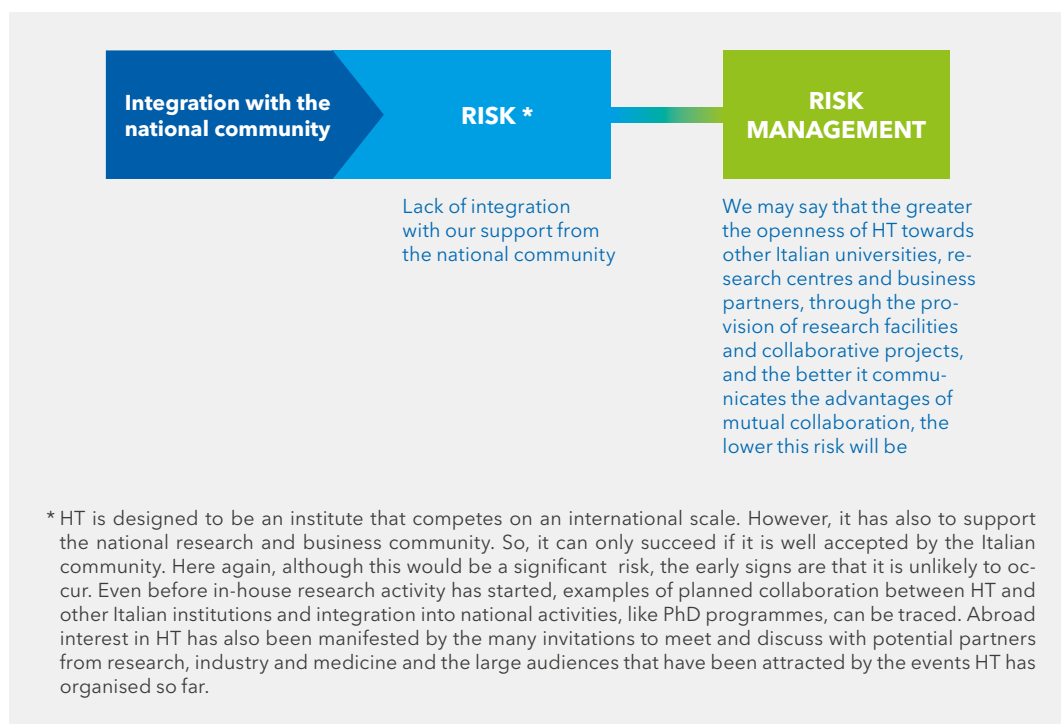 Integration with the
national community
RISK *
RISK
MANAGEMENT
Lack of integration
with our support from
the national community
We may say that the greater
the openness of HT towards
other Italian universities, re-
search centres and business
partners, through the pro-
vision of research facilities
and collaborative projects,
and the better it commu-
nicates the advantages of
mutual collaboration, the
lower this risk will be
* HT is designed to be an institute that competes on an international scale. However, it has also to support
the national research and business community. So, it can only succeed if it is well accepted by the Italian
community. Here again, although this would be a significant risk, the early signs are that it is unlikely to oc-
cur. Even before in-house research activity has started, examples of planned collaboration between HT and
other Italian institutions and integration into national activities, like PhD programmes, can be traced. Abroad
interest in HT has also been manifested by the many invitations to meet and discuss with potential partners
from research, industry and medicine and the large audiences that have been attracted by the events HT has
organised so far.